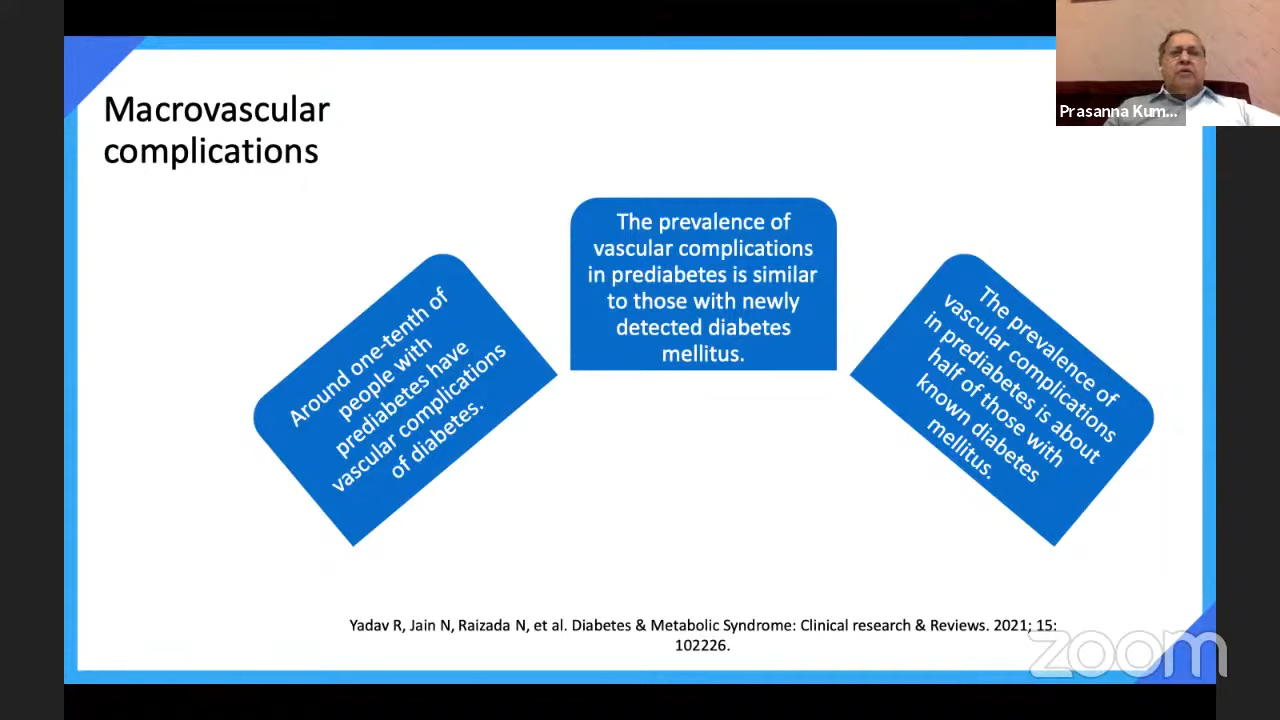 Macrovascular
complications
Prasanna Kum...
Around one-tenth of
people with
prediabetes have
vascular complications
of diabetes.
The prevalence of
vascular complications
in prediabetes is similar
to those with newly
detected diabetes
mellitus.
The prevalence of
vascular complications
in prediabetes is about
half of those with
known diabetes
mellitus.
Yadav R, Jain N, Raizada N, et al. Diabetes & Metabolic Syndrome: Clinical research & Reviews. 2021; 15:
102226.
zoom